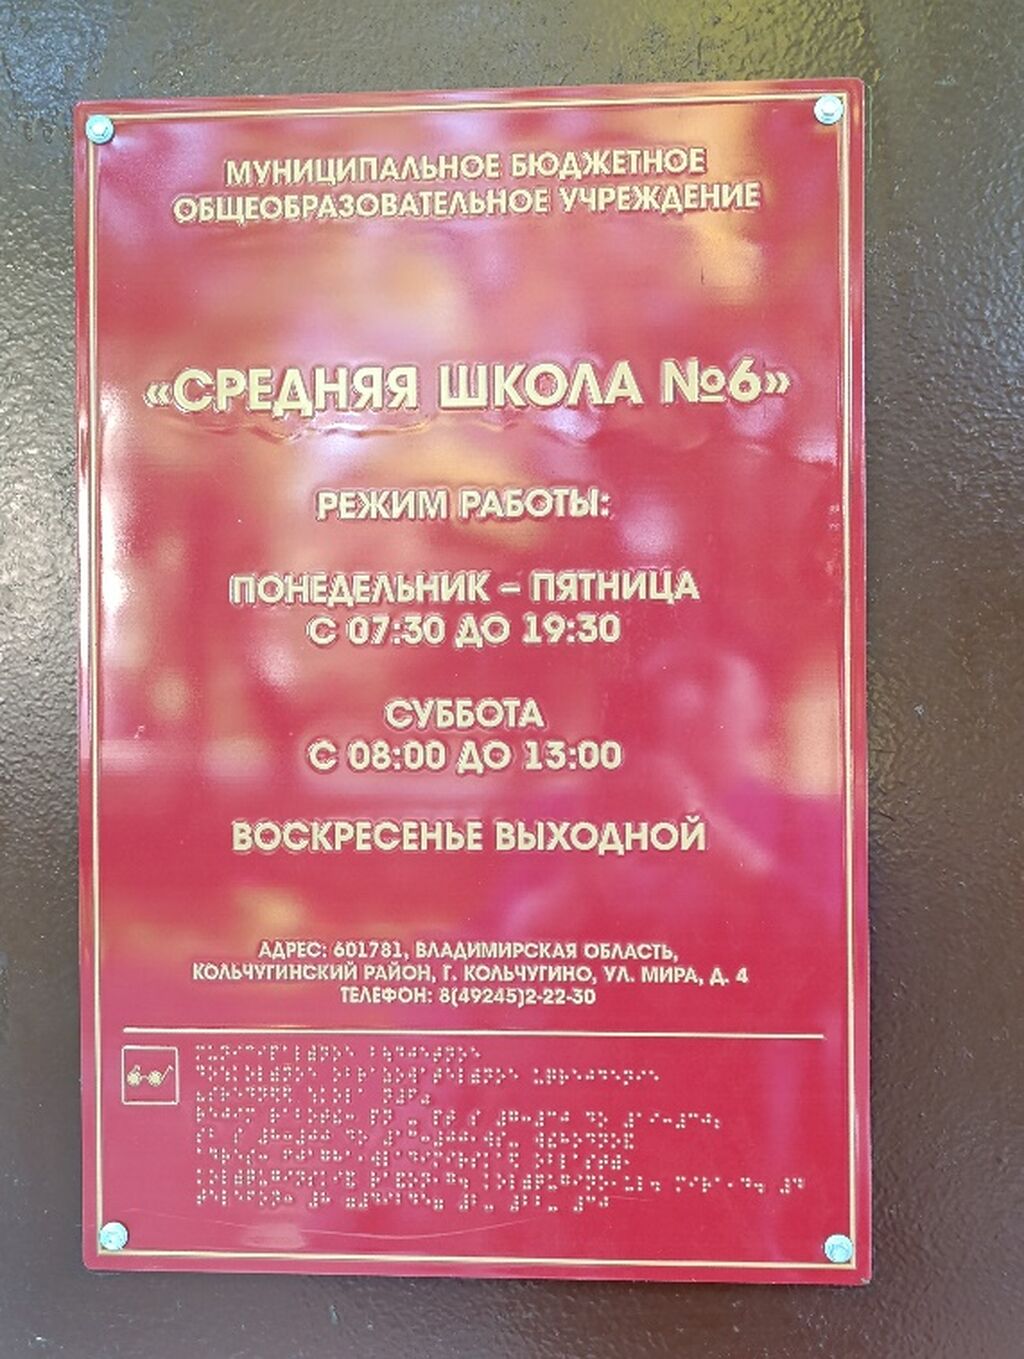 МУНИЦИПАЛЬНОЕ БЮДЖЕТНОЕ
ОБЩЕОБРАЗОВАТЕЛЬНОЕ УЧРЕЖДЕНИЕ
«СРЕДНЯЯ ШКОЛА №6»
РЕЖИМ РАБОТЫ:
ПОНЕДЕЛЬНИК – ПЯТНИЦА
С 07:30 ДО 19:30
СУББОТА
С 08:00 ДО 13:00
ВОСКРЕСЕНЬЕ ВЫХОДНОЙ
АДРЕС: 601781, ВЛАДИМИРСКАЯ ОБЛАСТЬ,
КОЛЬЧУГИНСКИЙ РАЙОН, Г. КОЛЬЧУГИНО, УЛ. МИРА, Д. 4
ТЕЛЕФОН: 8(49245)2-22-30